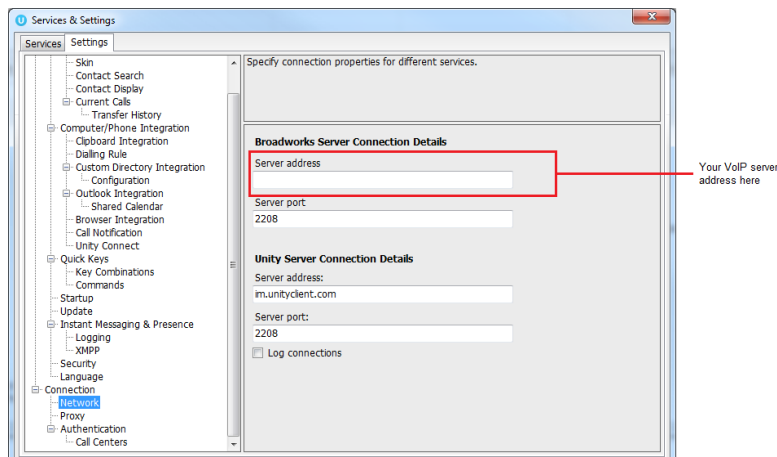 Services & Settings
Services Settings
Skin
Contact Search
Contact Display
Current Calls
Transfer History
Computer/Phone Integration
Clipboard Integration
Dialling Rule
Custom Directory Integration
Configuration
Outlook Integration
Shared Calendar
Browser Integration
Call Notification
Unity Connect
Quick Keys
Key Combinations
Commands
Startup
Update
Instant Messaging & Presence
Logging
XMPP
Security
Language
Connection
Network
Proxy
Authentication
Call Centers
Specify connection properties for different services.
Broadworks Server Connection Details
Server address
Server port
2208
Unity Server Connection Details
Server address:
im.unityclient.com
Server port:
2208
Log connections
Your VoIP server
address here